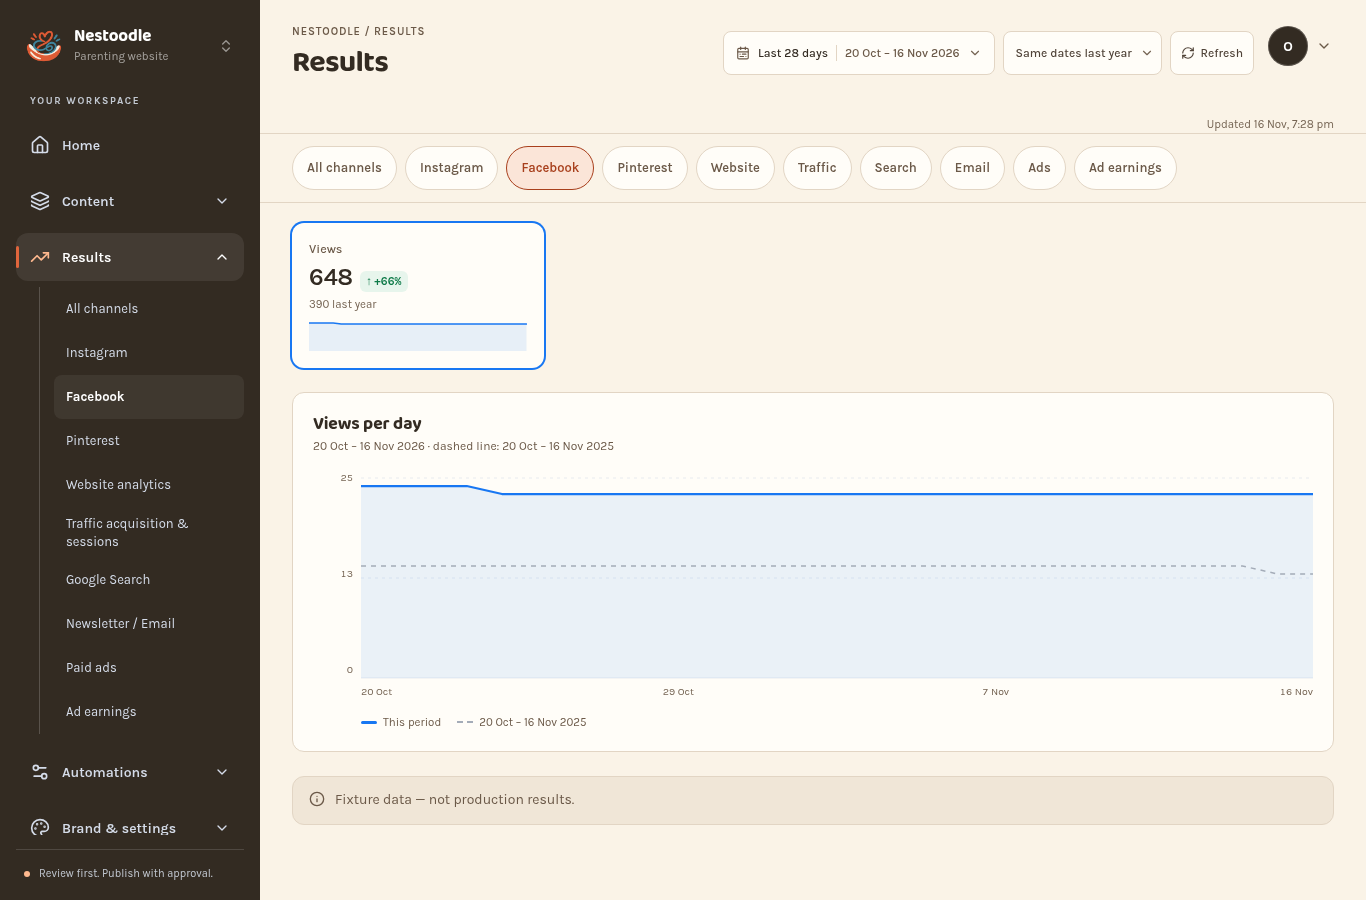 Nestoodle
Parenting website
YOUR WORKSPACE
Home
Content
Results
All channels
Instagram
Facebook
Pinterest
Website analytics
Traffic acquisition &
sessions
Google Search
Newsletter / Email
Paid ads
Ad earnings
Automations
Brand & settings
Review first. Publish with approval.
NESTOODLE / RESULTS
Results
Last 28 days 20 Oct – 16 Nov 2026
Same dates last year
Refresh
O
Updated 16 Nov, 7:28 pm
All channels Instagram Facebook Pinterest Website Traffic Search Email Ads Ad earnings
Views
648 ↑ +66%
390 last year
Views per day
20 Oct – 16 Nov 2026 · dashed line: 20 Oct – 16 Nov 2025
25
13
0
20 Oct 29 Oct 7 Nov 16 Nov
This period 20 Oct – 16 Nov 2025
Fixture data — not production results.